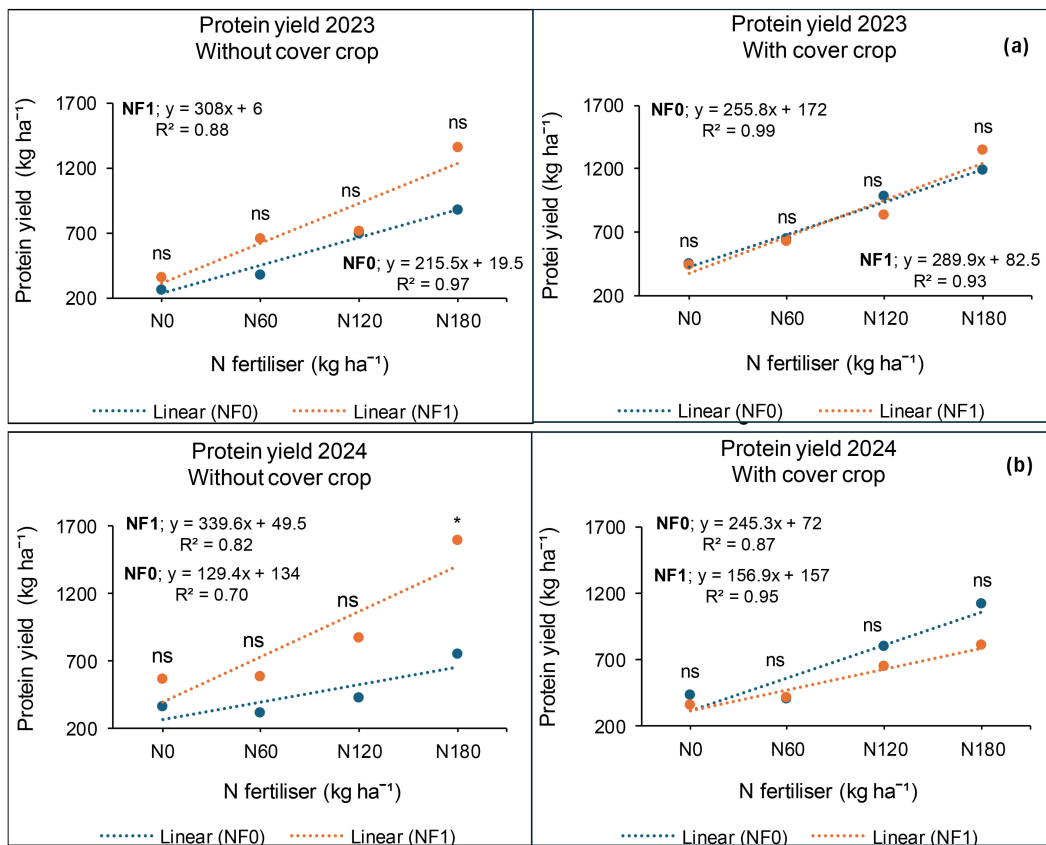 Protein yield 2023
Without cover crop
NF1; y = 308x + 6
R² = 0.88
Protein yield (kg ha⁻¹)
1700
1200
700
200
ns
ns
ns
ns
NF0; y = 215.5x + 19.5
R² = 0.97
N0 N60 N120 N180
N fertiliser (kg ha⁻¹)
Linear (NF0) Linear (NF1)
Protein yield 2023
With cover crop
(a)
NF0; y = 255.8x + 172
R² = 0.99
Protei yield (kg ha⁻¹)
1700
1200
700
200
ns
ns
ns
ns
NF1; y = 289.9x + 82.5
R² = 0.93
N0 N60 N120 N180
N fertiliser (kg ha⁻¹)
Linear (NF0) Linear (NF1)
Protein yield 2024
Without cover crop
NF1; y = 339.6x + 49.5
R² = 0.82
NF0; y = 129.4x + 134
R² = 0.70
Protein yield (kg ha⁻¹)
1700
1200
700
200
ns
ns
ns
*
N0 N60 N120 N180
N fertiliser (kg ha⁻¹)
Linear (NF0) Linear (NF1)
Protein yield 2024
With cover crop
(b)
NF0; y = 245.3x + 72
R² = 0.87
NF1; y = 156.9x + 157
R² = 0.95
Protein yield (kg ha⁻¹)
1700
1200
700
200
ns
ns
ns
ns
N0 N60 N120 N180
N fertiliser (kg ha⁻¹)
Linear (NF0) Linear (NF1)